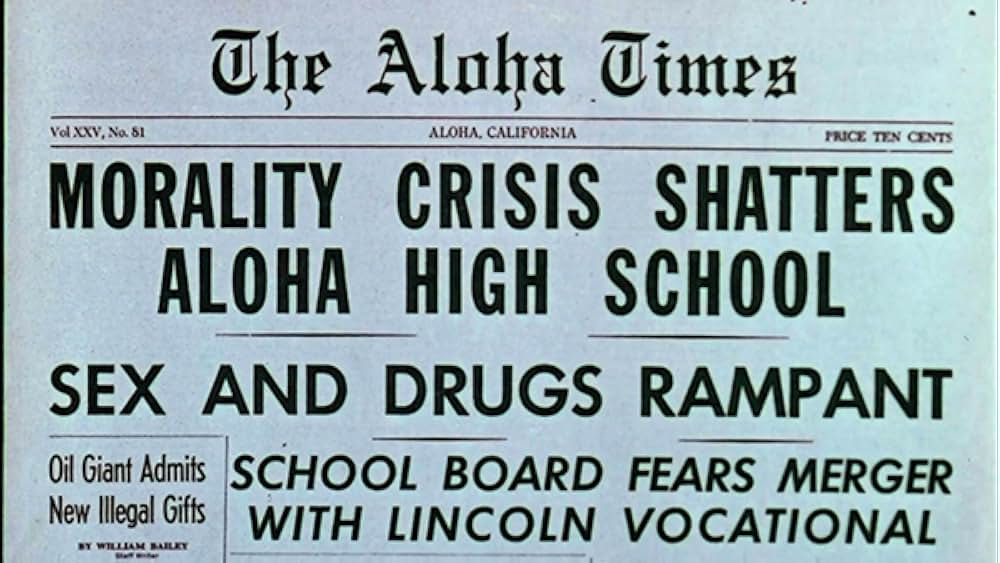 The Aloha Times
Vol XXV, No. 81 ALOHA, CALIFORNIA PRICE TEN CENTS
MORALITY CRISIS SHATTERS
ALOHA HIGH SCHOOL
SEX AND DRUGS RAMPANT
Oil Giant Admits
New Illegal Gifts
BY WILLIAM BAILEY
Staff Writer
SCHOOL BOARD FEARS MERGER
WITH LINCOLN VOCATIONAL